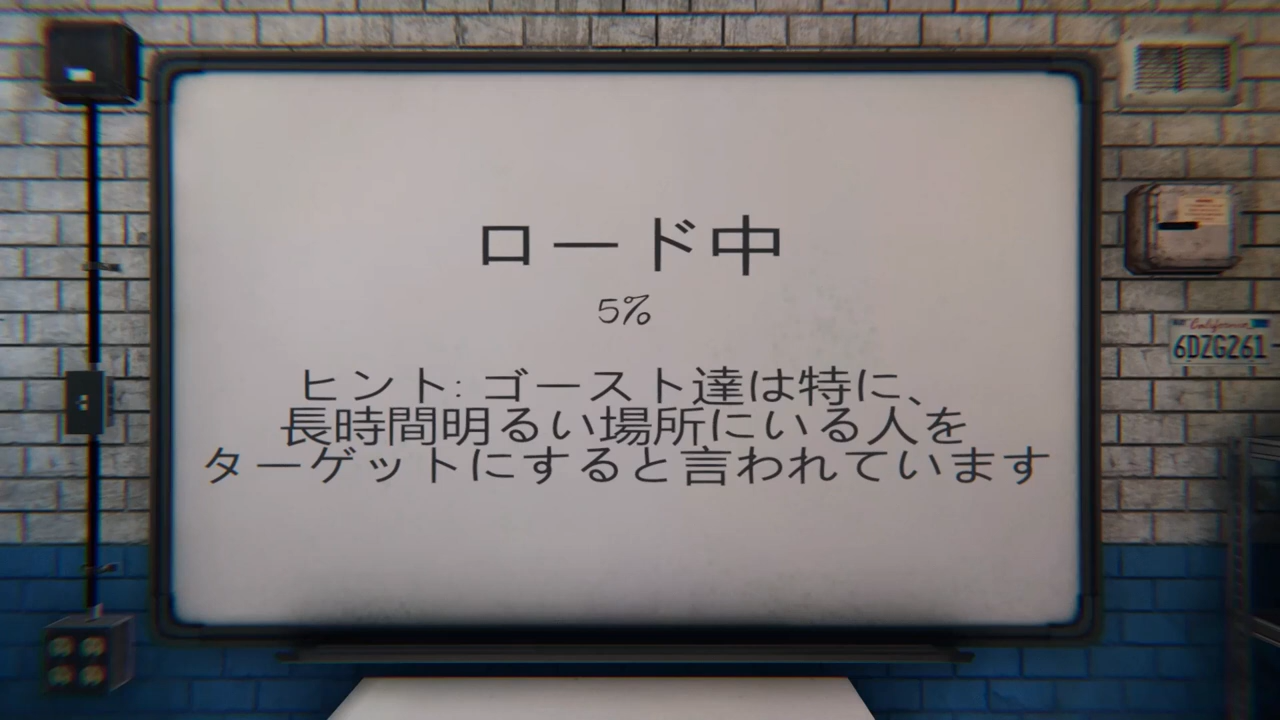 ロード中
5%
ヒント: ゴースト達は特に、
長時間明るい場所にいる人を
ターゲットにすると言われています
California
6DZG261